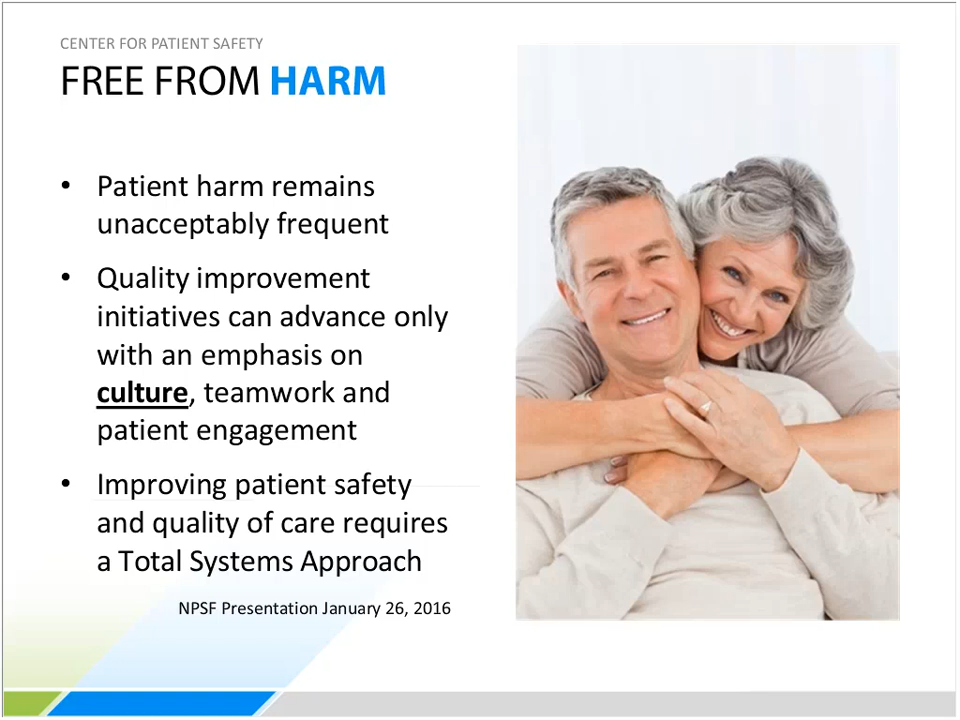 CENTER FOR PATIENT SAFETY
FREE FROM HARM
• Patient harm remains
unacceptably frequent
• Quality improvement
initiatives can advance only
with an emphasis on
culture, teamwork and
patient engagement
• Improving patient safety
and quality of care requires
a Total Systems Approach
NPSF Presentation January 26, 2016